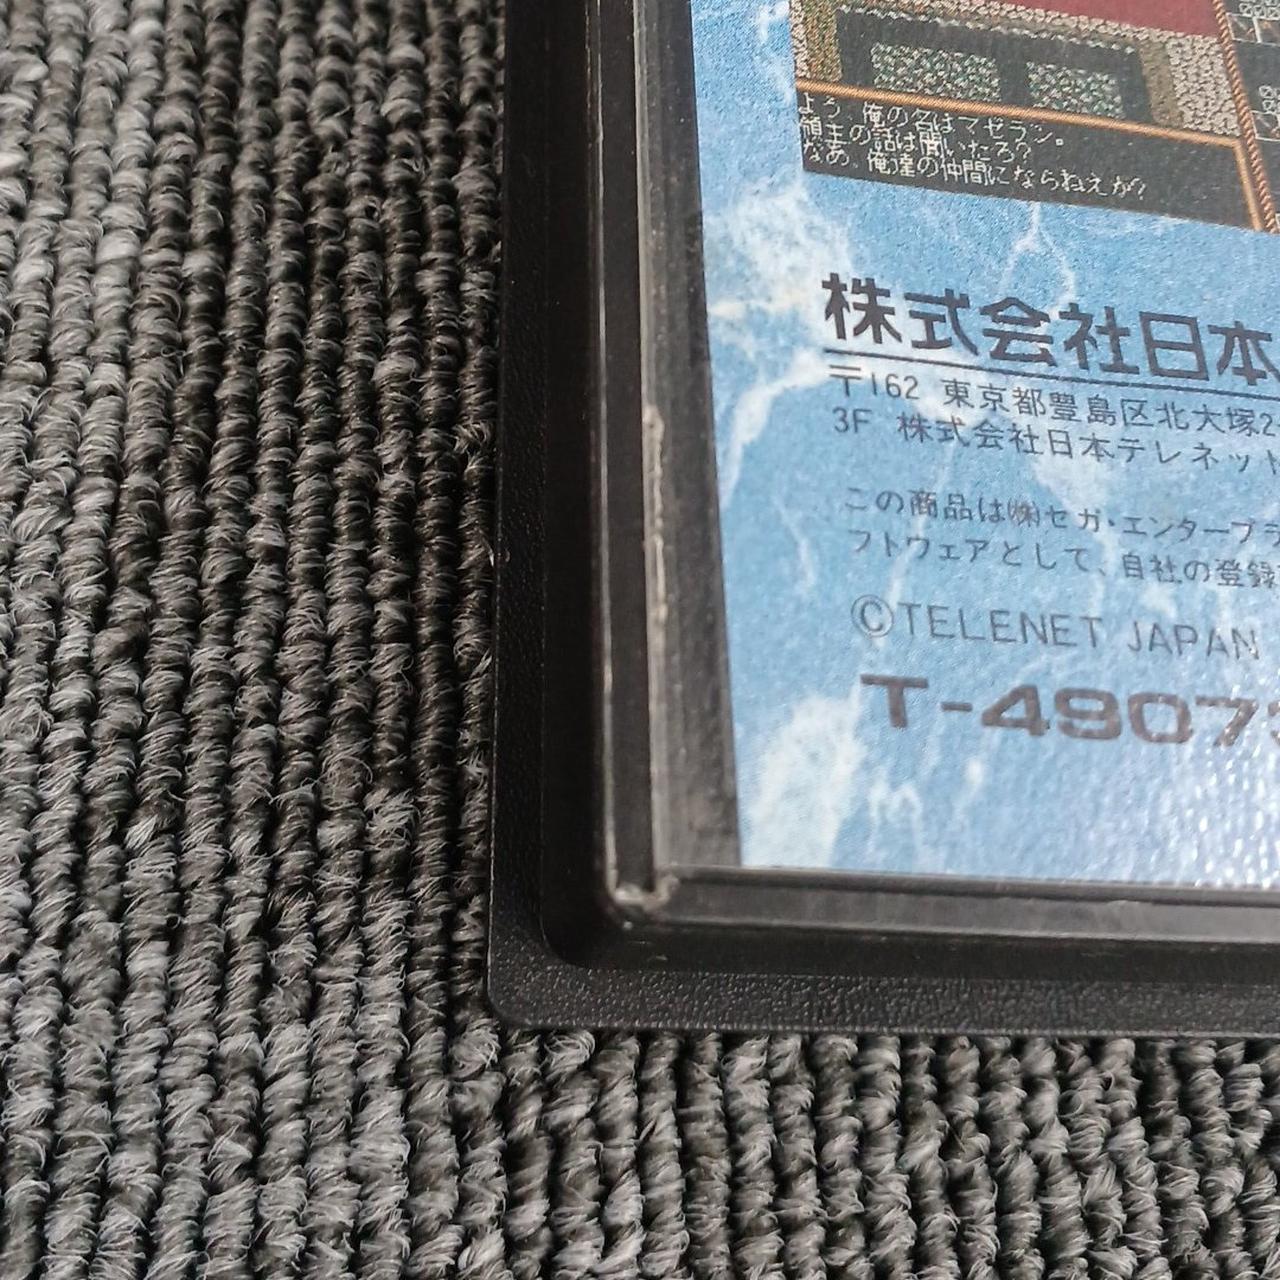 よう、俺の名はマゼラン。
領主の話は聞いたろ?
なあ、俺達の仲間にならねえか?
株式会社日本
〒162 東京都豊島区北大塚2
3F 株式会社日本テレネット
この商品は㈱セガ・エンタープラ
フトウェアとして、自社の登録
©TELENET JAPAN
T-4907